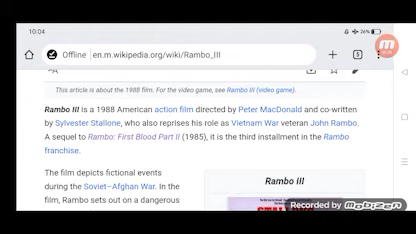 10:04
26%
Offline en.m.wikipedia.org/wiki/Rambo_III
5
This article is about the 1988 film. For the video game, see Rambo III (video game).
Rambo III is a 1988 American action film directed by Peter MacDonald and co-written
by Sylvester Stallone, who also reprises his role as Vietnam War veteran John Rambo.
A sequel to Rambo: First Blood Part II (1985), it is the third installment in the Rambo
franchise.
The film depicts fictional events
during the Soviet–Afghan War. In the
film, Rambo sets out on a dangerous
Rambo III
STALLONE
Recorded by Mobizen